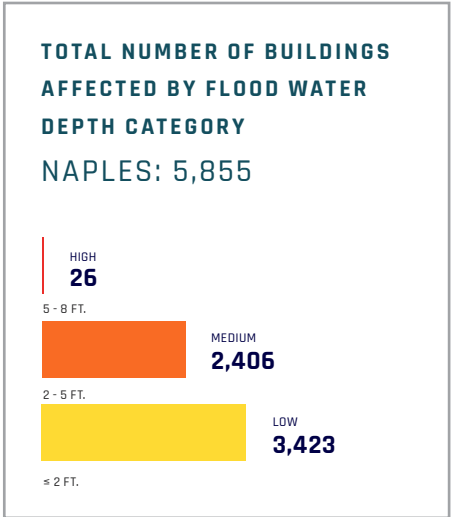 TOTAL NUMBER OF BUILDINGS
AFFECTED BY FLOOD WATER
DEPTH CATEGORY
NAPLES: 5,855
HIGH
26
5 - 8 FT.
MEDIUM
2,406
2 - 5 FT.
LOW
3,423
≤ 2 FT.